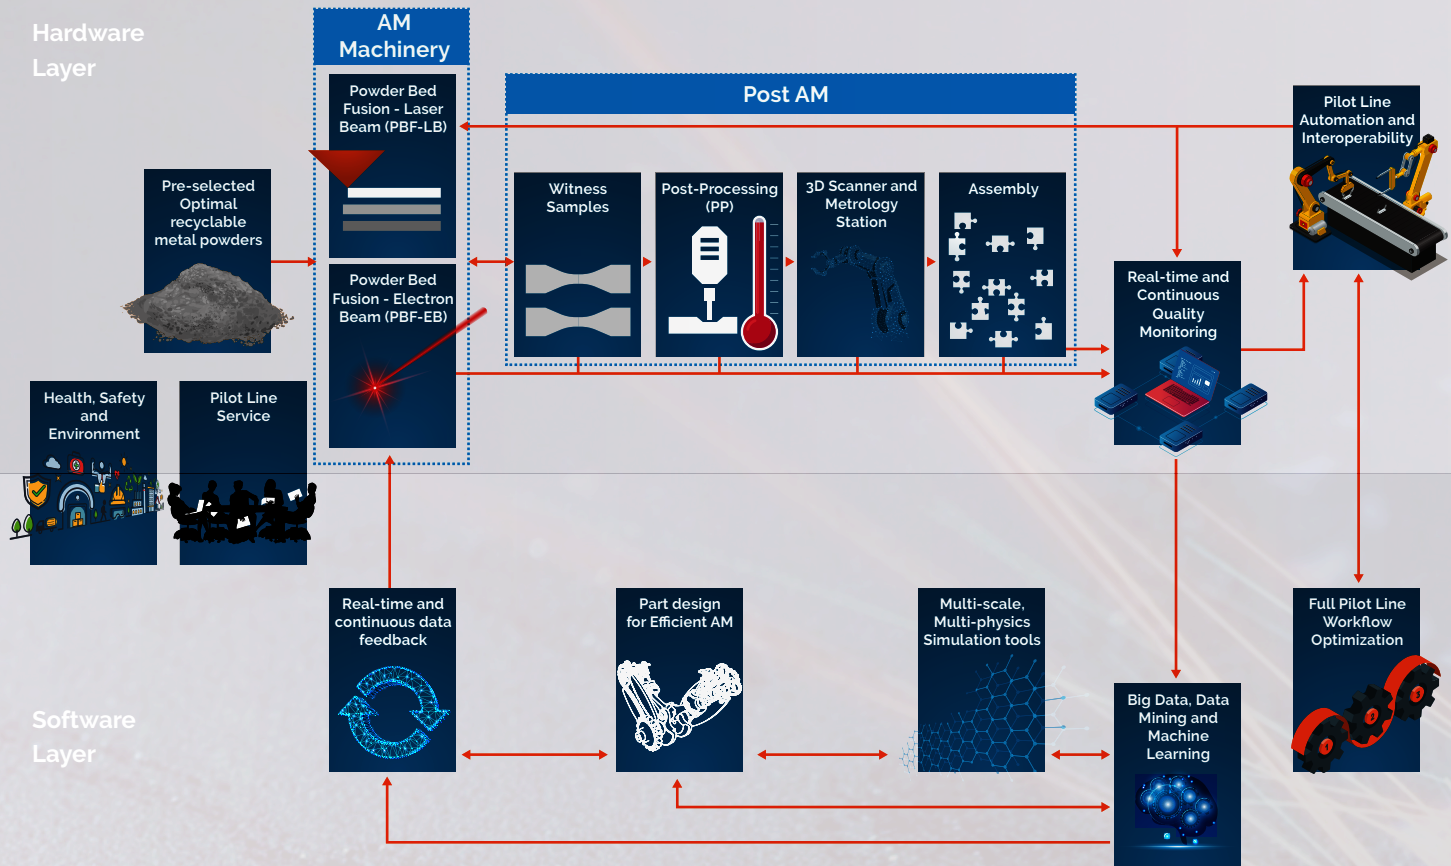 Hardware
Layer
AM
Machinery
Powder Bed
Fusion - Laser
Beam (PBF-LB)
Post AM
Pilot Line
Automation and
Interoperability
Pre-selected
Optimal
recyclable
metal powders
Witness
Samples
Post-Processing
(PP)
3D Scanner and
Metrology
Station
Assembly
Powder Bed
Fusion - Electron
Beam (PBF-EB)
Real-time and
Continuous
Quality
Monitoring
Health, Safety
and
Environment
Pilot Line
Service
Real-time and
continuous data
feedback
Part design
for Efficient AM
Multi-scale,
Multi-physics
Simulation tools
Full Pilot Line
Workflow
Optimization
Software
Layer
Big Data, Data
Mining and
Machine
Learning